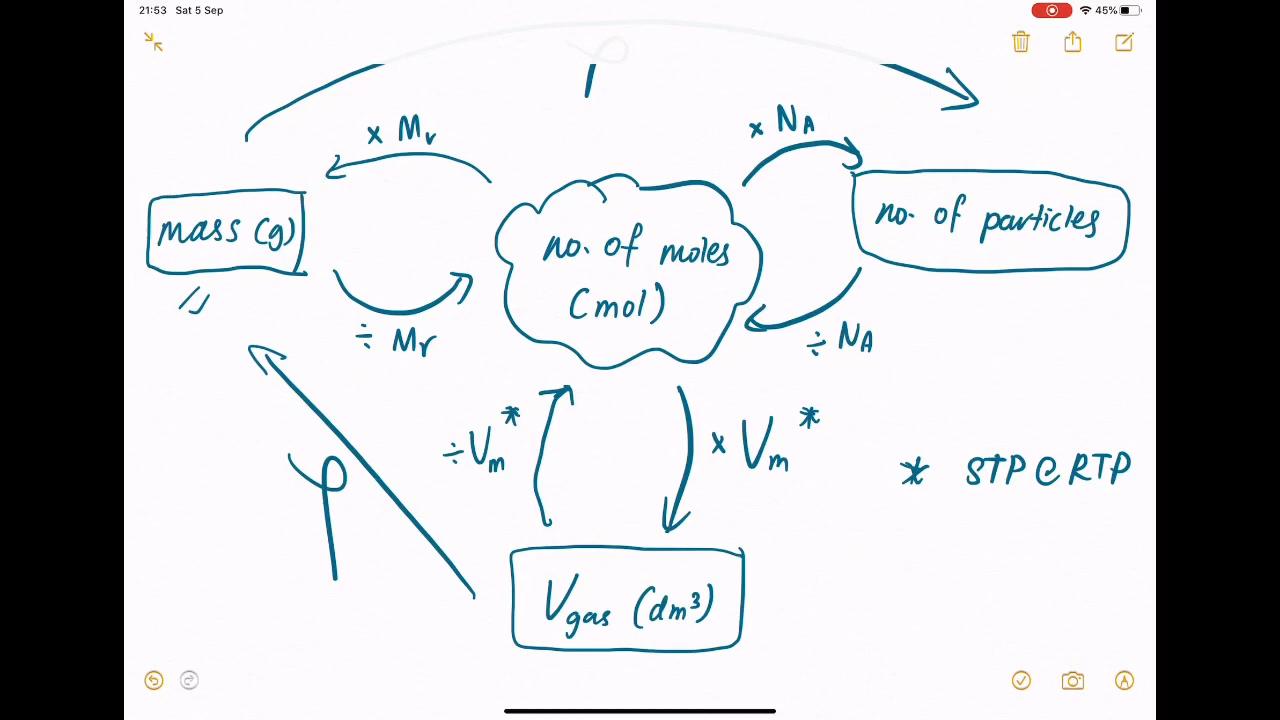 21:53 Sat 5 Sep
45%
x Mr
x NA
mass (g)
no. of moles
(mol)
no. of particles
÷ Mr
÷ NA
÷ Vm *
x Vm *
* STP @ RTP
Vgas (dm³)